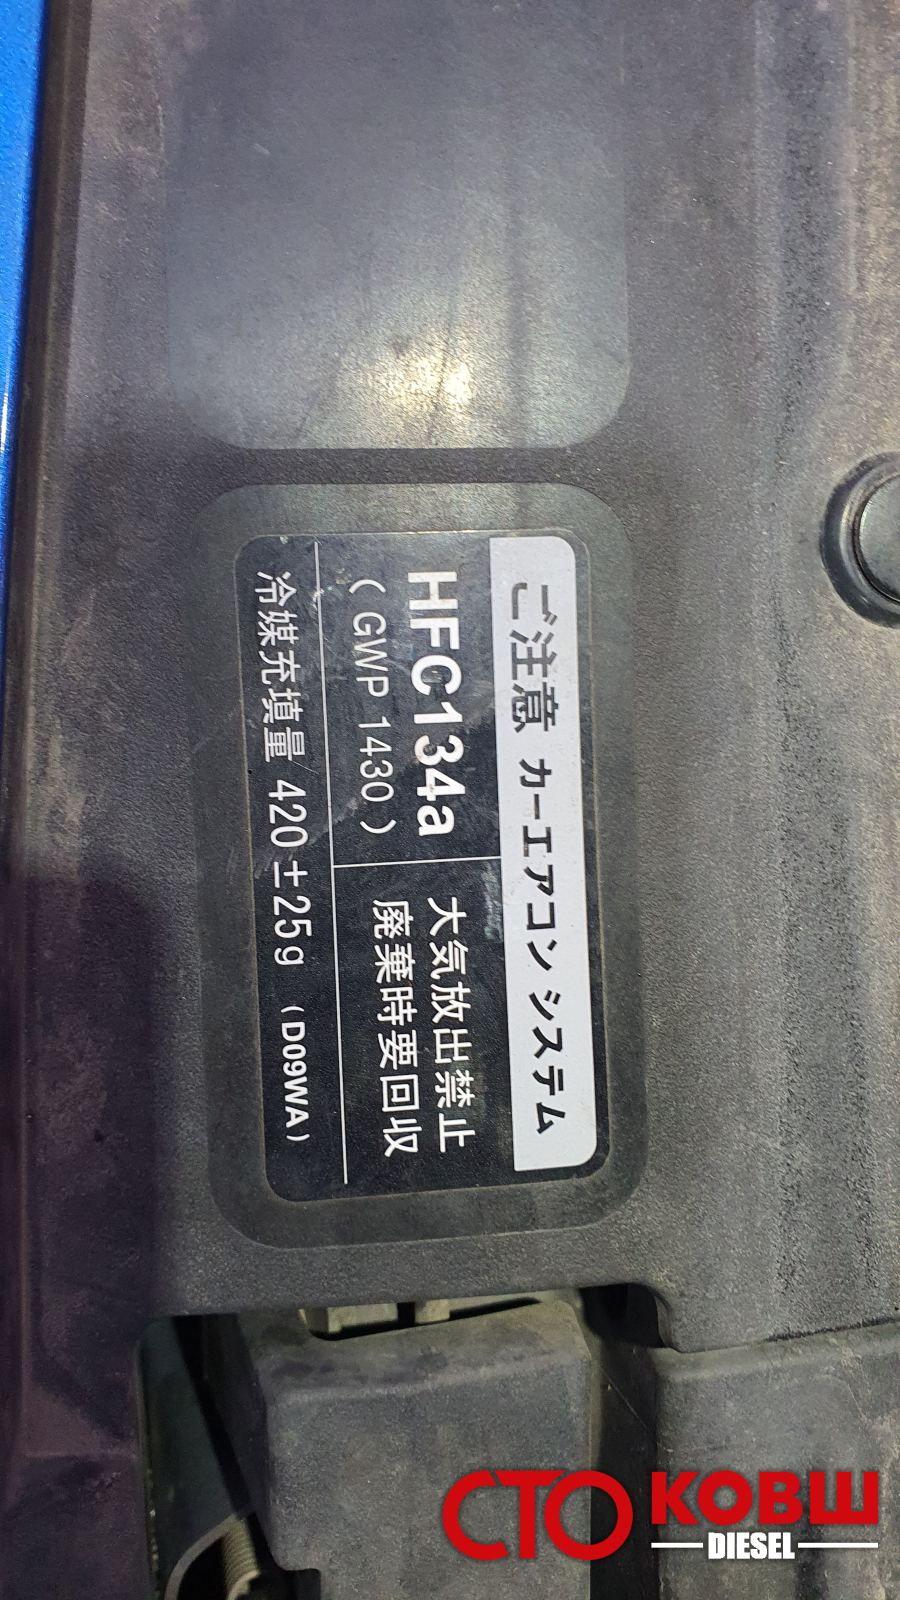 ご注意 カーエアコン システム
HFC134a
(GWP 1430)
大気放出禁止
廃棄時要回収
冷媒充填量 420±25g (D09WA)
СТО КОВШ
DIESEL